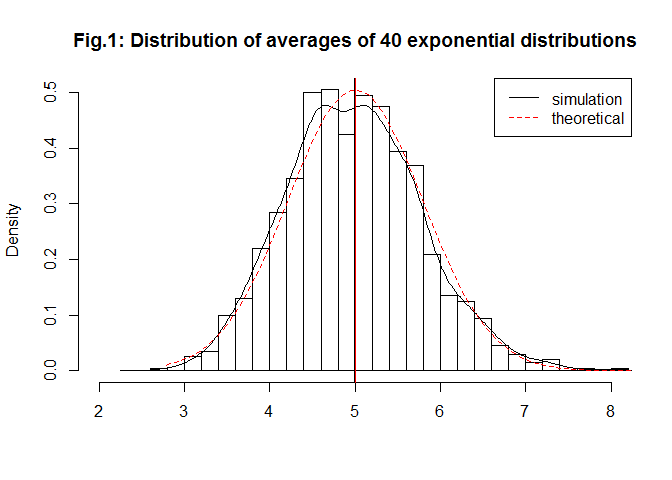 Fig.1: Distribution of averages of 40 exponential distributions
simulation
theoretical
Density
0.5
0.4
0.3
0.2
0.1
0.0
2 3 4 5 6 7 8